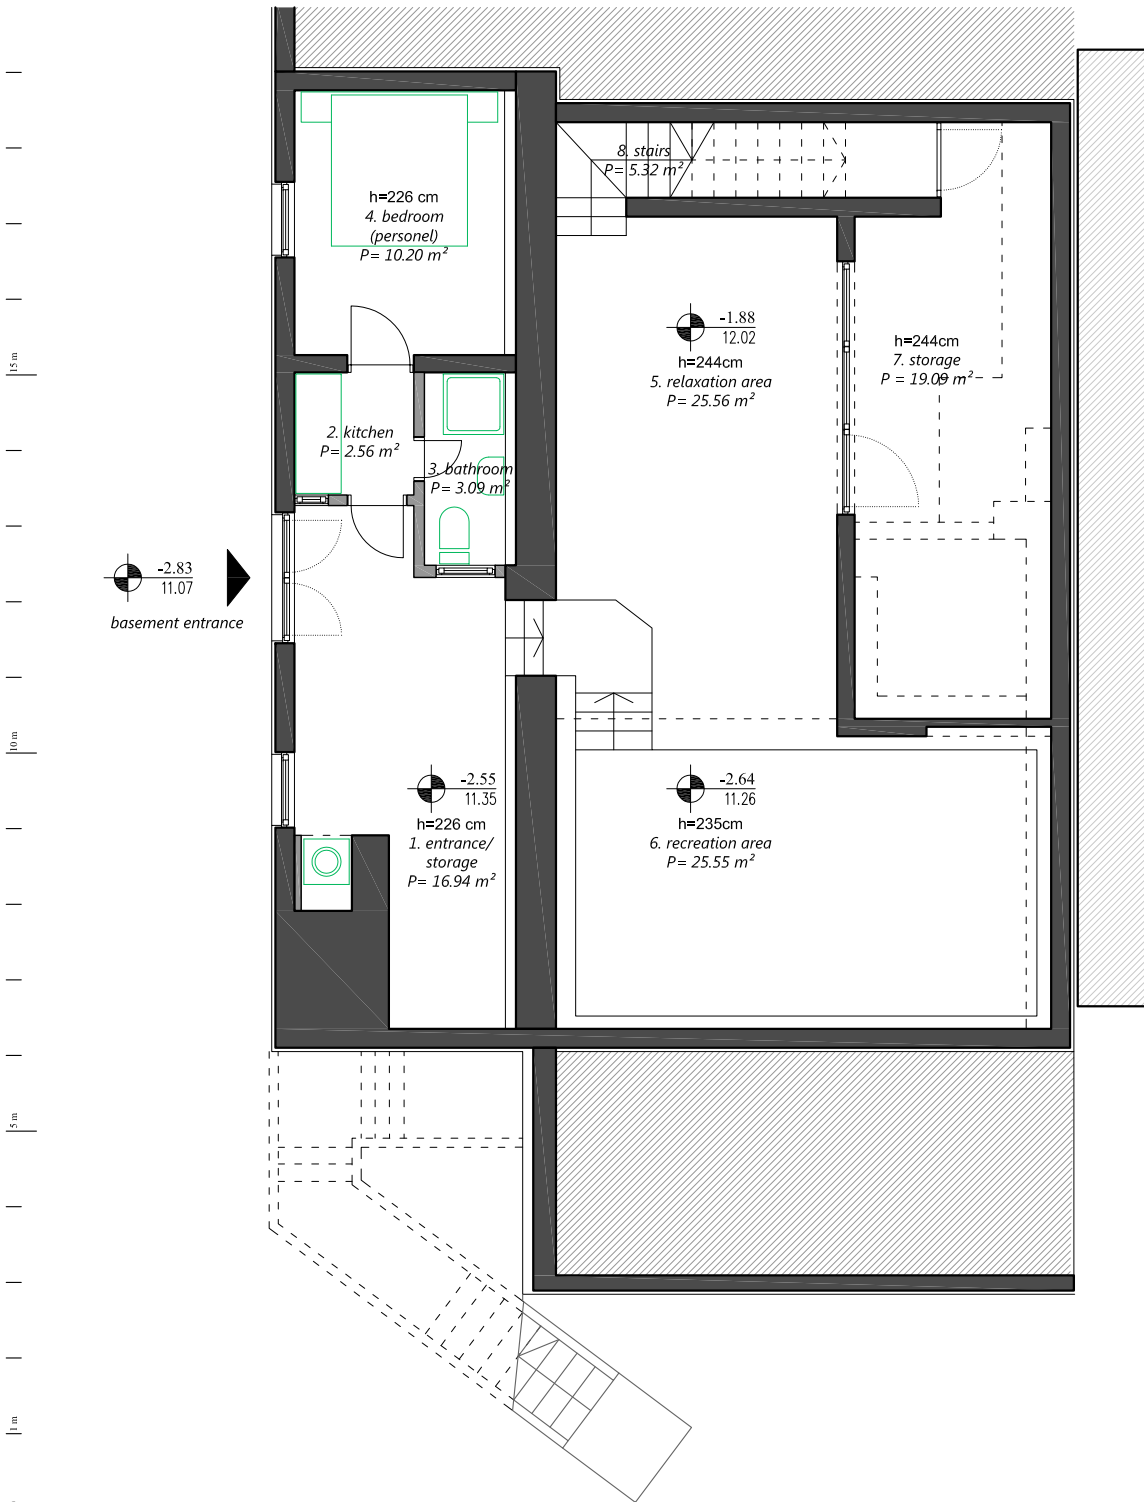 8. stairs
P= 5.32 m²
h=226 cm
4. bedroom
(personel)
P= 10.20 m²
-1.88
12.02
h=244cm
5. relaxation area
P= 25.56 m²
h=244cm
7. storage
P = 19.09 m²
15 m
2. kitchen
P= 2.56 m²
3. bathroom
P= 3.09 m²
-2.83
11.07
basement entrance
10 m
-2.55
11.35
h=226 cm
1. entrance/
storage
P= 16.94 m²
-2.64
11.26
h=235cm
6. recreation area
P= 25.55 m²
5 m
1 m